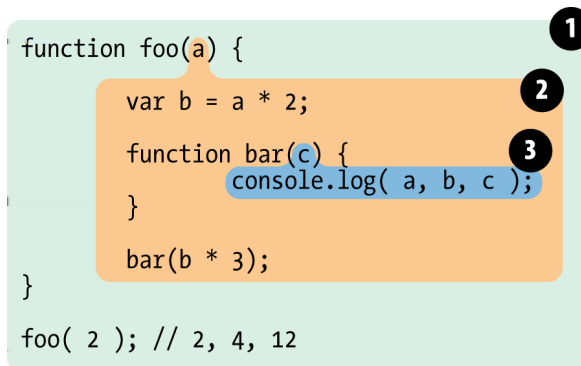 1
function foo(a) {
2
var b = a * 2;
3
function bar(c) {
console.log( a, b, c );
}
bar(b * 3);
}
foo( 2 ); // 2, 4, 12